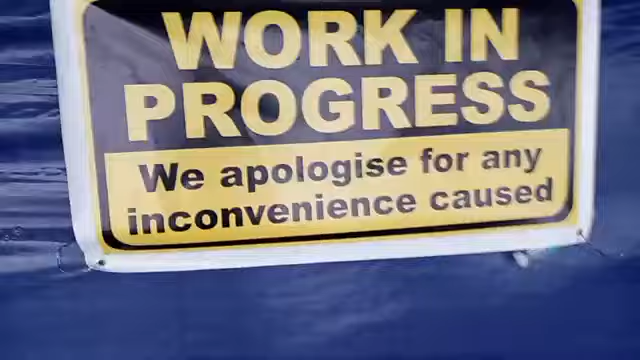 WORK IN
PROGRESS
We apologise for any
inconvenience caused